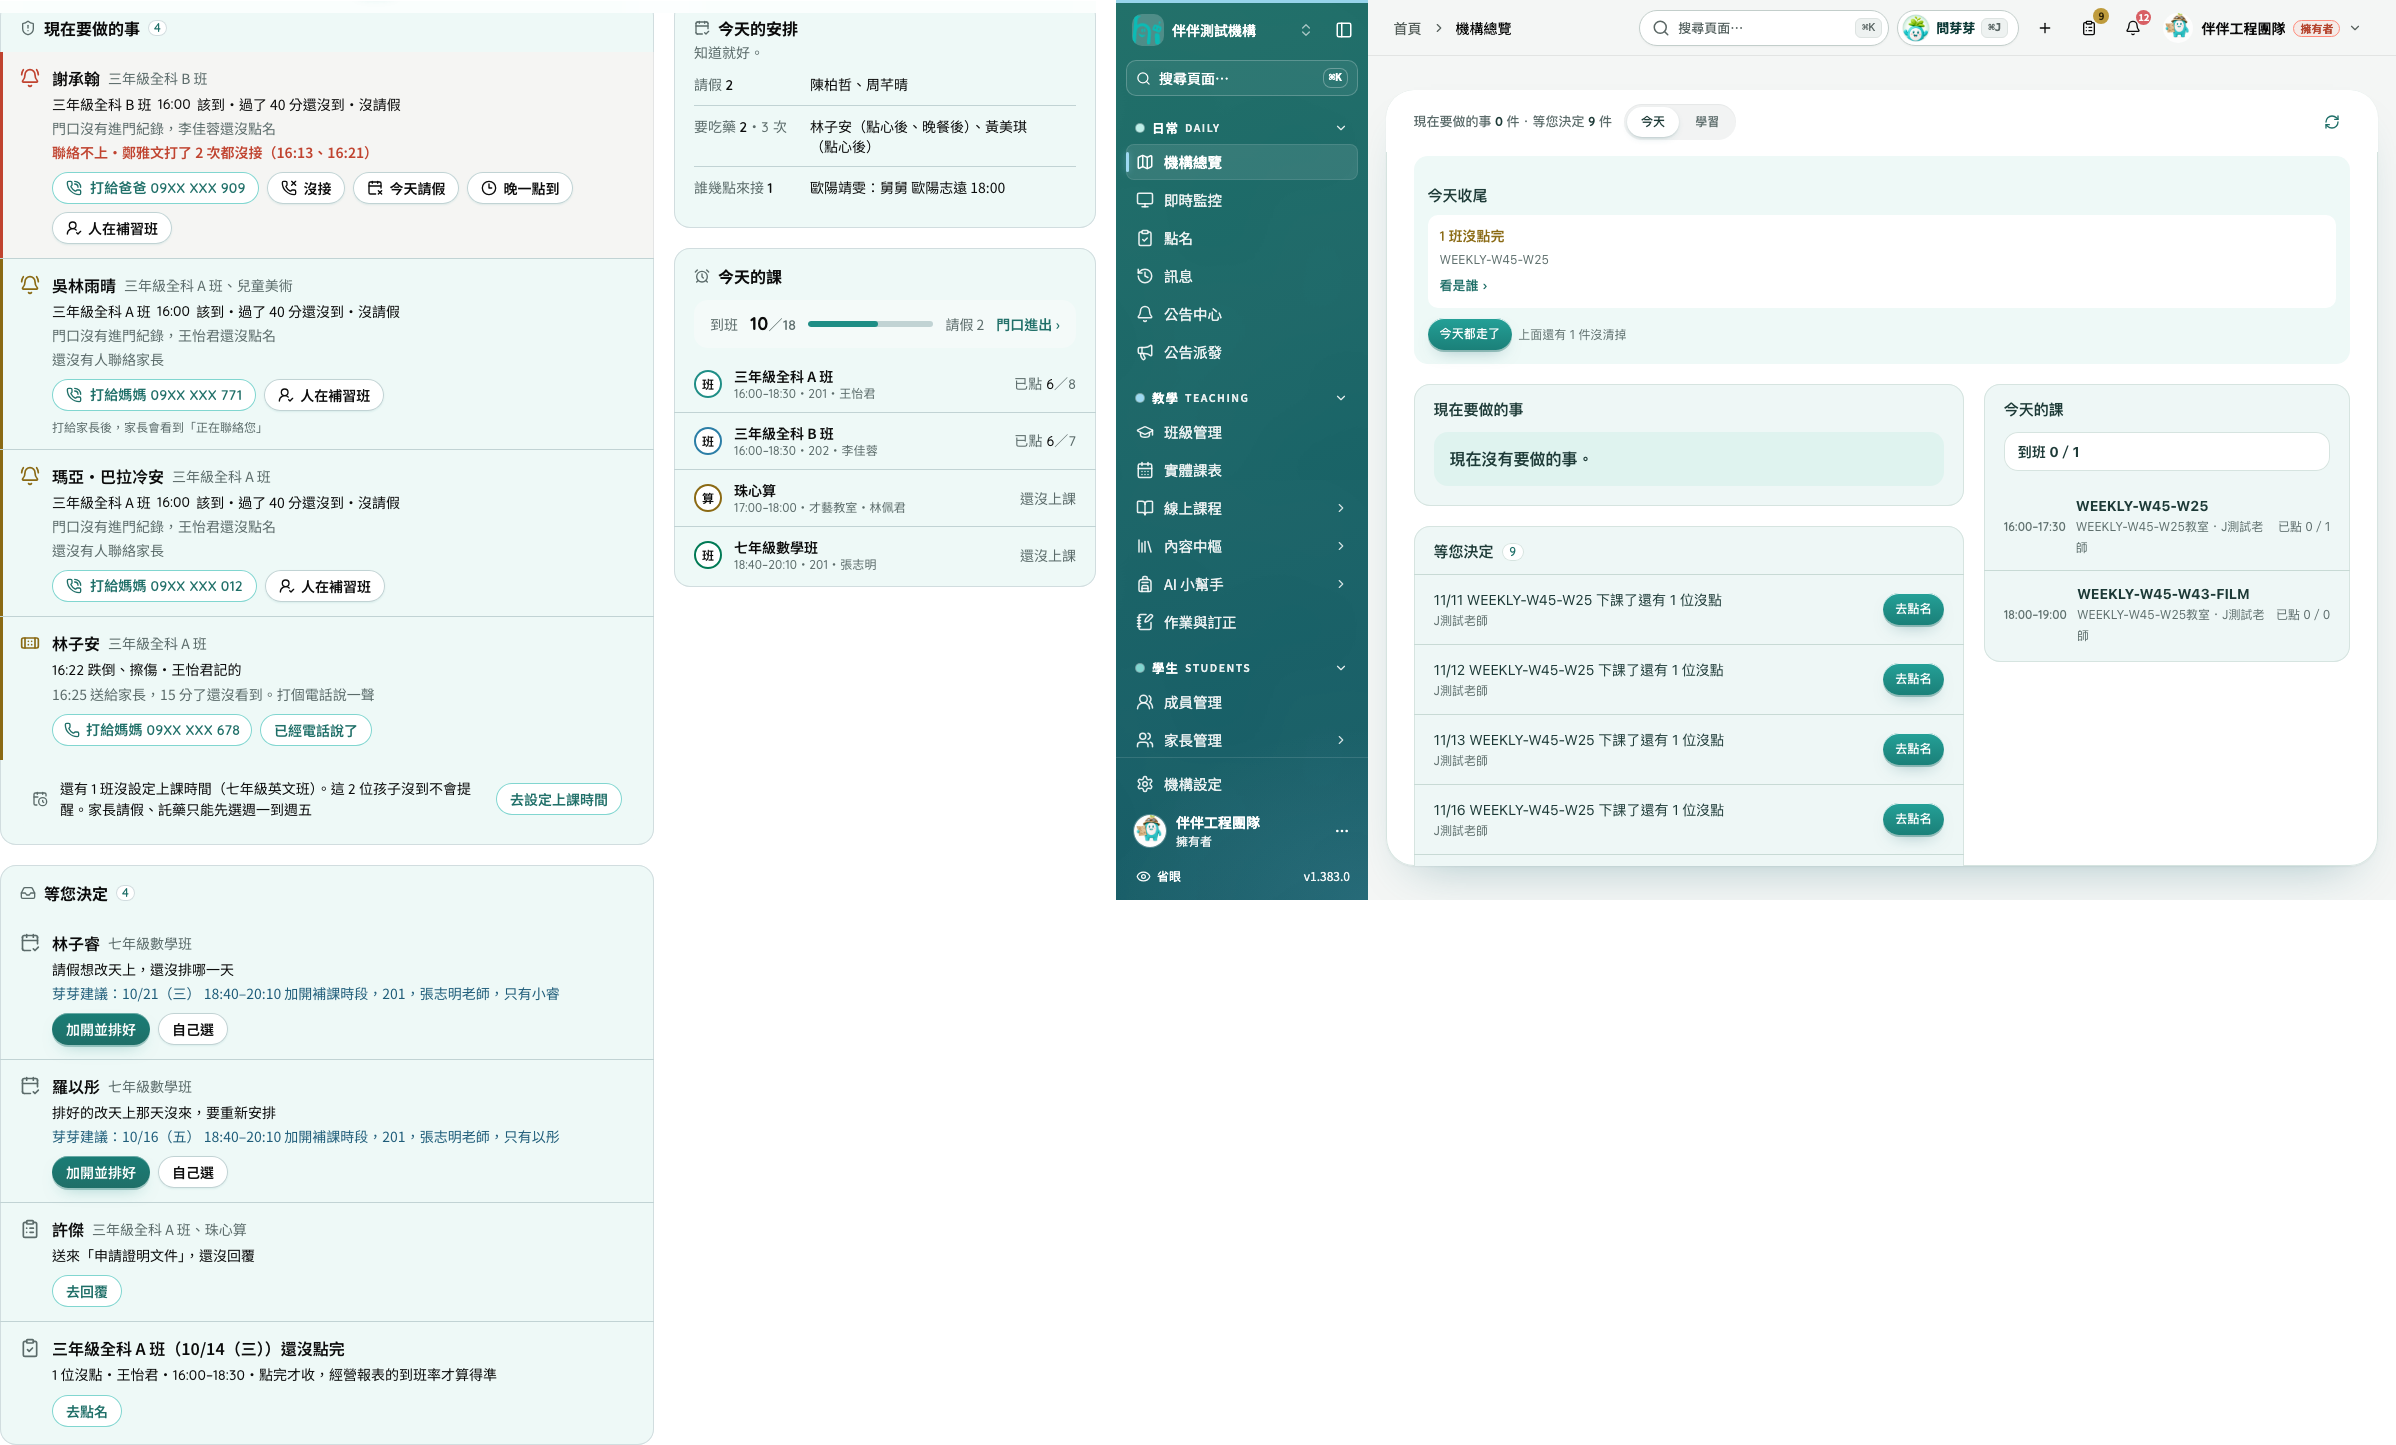 現在要做的事 4
謝承翰 三年級全科 B 班
三年級全科 B 班 16:00 該到・過了 40 分還沒到・沒請假
門口沒有進門紀錄，李佳蓉還沒點名
聯絡不上・鄭雅文打了 2 次都沒接（16:13、16:21）
打給爸爸 09XX XXX 909
沒接
今天請假
晚一點到
人在補習班
吳林雨晴 三年級全科 A 班、兒童美術
三年級全科 A 班 16:00 該到・過了 40 分還沒到・沒請假
門口沒有進門紀錄，王怡君還沒點名
還沒有人聯絡家長
打給媽媽 09XX XXX 771
人在補習班
打給家長後，家長會看到「正在聯絡您」
瑪亞・巴拉冷安 三年級全科 A 班
三年級全科 A 班 16:00 該到・過了 40 分還沒到・沒請假
門口沒有進門紀錄，王怡君還沒點名
還沒有人聯絡家長
打給媽媽 09XX XXX 012
人在補習班
林子安 三年級全科 A 班
16:22 跌倒、擦傷・王怡君記的
16:25 送給家長，15 分了還沒看到。打個電話說一聲
打給媽媽 09XX XXX 678
已經電話說了
還有 1 班沒設定上課時間（七年級英文班）。這 2 位孩子沒到不會提
醒。家長請假、託藥只能先選週一到週五
去設定上課時間
等您決定 4
林子睿 七年級數學班
請假想改天上，還沒排哪一天
芽芽建議：10/21（三） 18:40–20:10 加開補課時段，201，張志明老師，只有小睿
加開並排好
自己選
羅以彤 七年級數學班
排好的改天上那天沒來，要重新安排
芽芽建議：10/16（五） 18:40–20:10 加開補課時段，201，張志明老師，只有以彤
加開並排好
自己選
許傑 三年級全科 A 班、珠心算
送來「申請證明文件」，還沒回覆
去回覆
三年級全科 A 班（10/14（三））還沒點完
1 位沒點・王怡君・16:00–18:30・點完才收，經營報表的到班率才算得準
去點名
今天的安排
知道就好。
請假 2 陳柏哲、周芊晴
要吃藥 2・3 次 林子安（點心後、晚餐後）、黃美琪
（點心後）
誰幾點來接 1 歐陽靖雯：舅舅 歐陽志遠 18:00
今天的課
到班 10／18 請假 2 門口進出 ›
班 三年級全科 A 班 已點 6／8
16:00–18:30・201・王怡君
班 三年級全科 B 班 已點 6／7
16:00–18:30・202・李佳蓉
算 珠心算 還沒上課
17:00–18:00・才藝教室・林佩君
班 七年級數學班 還沒上課
18:40–20:10・201・張志明
伴伴測試機構
搜尋頁面⋯ ⌘K
日常 DAILY
機構總覽
即時監控
點名
訊息
公告中心
公告派發
教學 TEACHING
班級管理
實體課表
線上課程
內容中樞
AI 小幫手
作業與訂正
學生 STUDENTS
成員管理
家長管理
機構設定
伴伴工程團隊
擁有者
省眼 v1.383.0
首頁 › 機構總覽
搜尋頁面⋯ ⌘K
問芽芽 ⌘J
9
12
伴伴工程團隊 擁有者
現在要做的事 0 件 · 等您決定 9 件
今天 學習
今天收尾
1 班沒點完
WEEKLY-W45-W25
看是誰 ›
今天都走了 上面還有 1 件沒清掉
現在要做的事
現在沒有要做的事。
等您決定 9
11/11 WEEKLY-W45-W25 下課了還有 1 位沒點
J測試老師
去點名
11/12 WEEKLY-W45-W25 下課了還有 1 位沒點
J測試老師
去點名
11/13 WEEKLY-W45-W25 下課了還有 1 位沒點
J測試老師
去點名
11/16 WEEKLY-W45-W25 下課了還有 1 位沒點
J測試老師
去點名
今天的課
到班 0 / 1
WEEKLY-W45-W25
16:00–17:30 WEEKLY-W45-W25教室 · J測試老 已點 0 / 1
師
WEEKLY-W45-W43-FILM
18:00–19:00 WEEKLY-W45-W25教室 · J測試老 已點 0 / 0
師